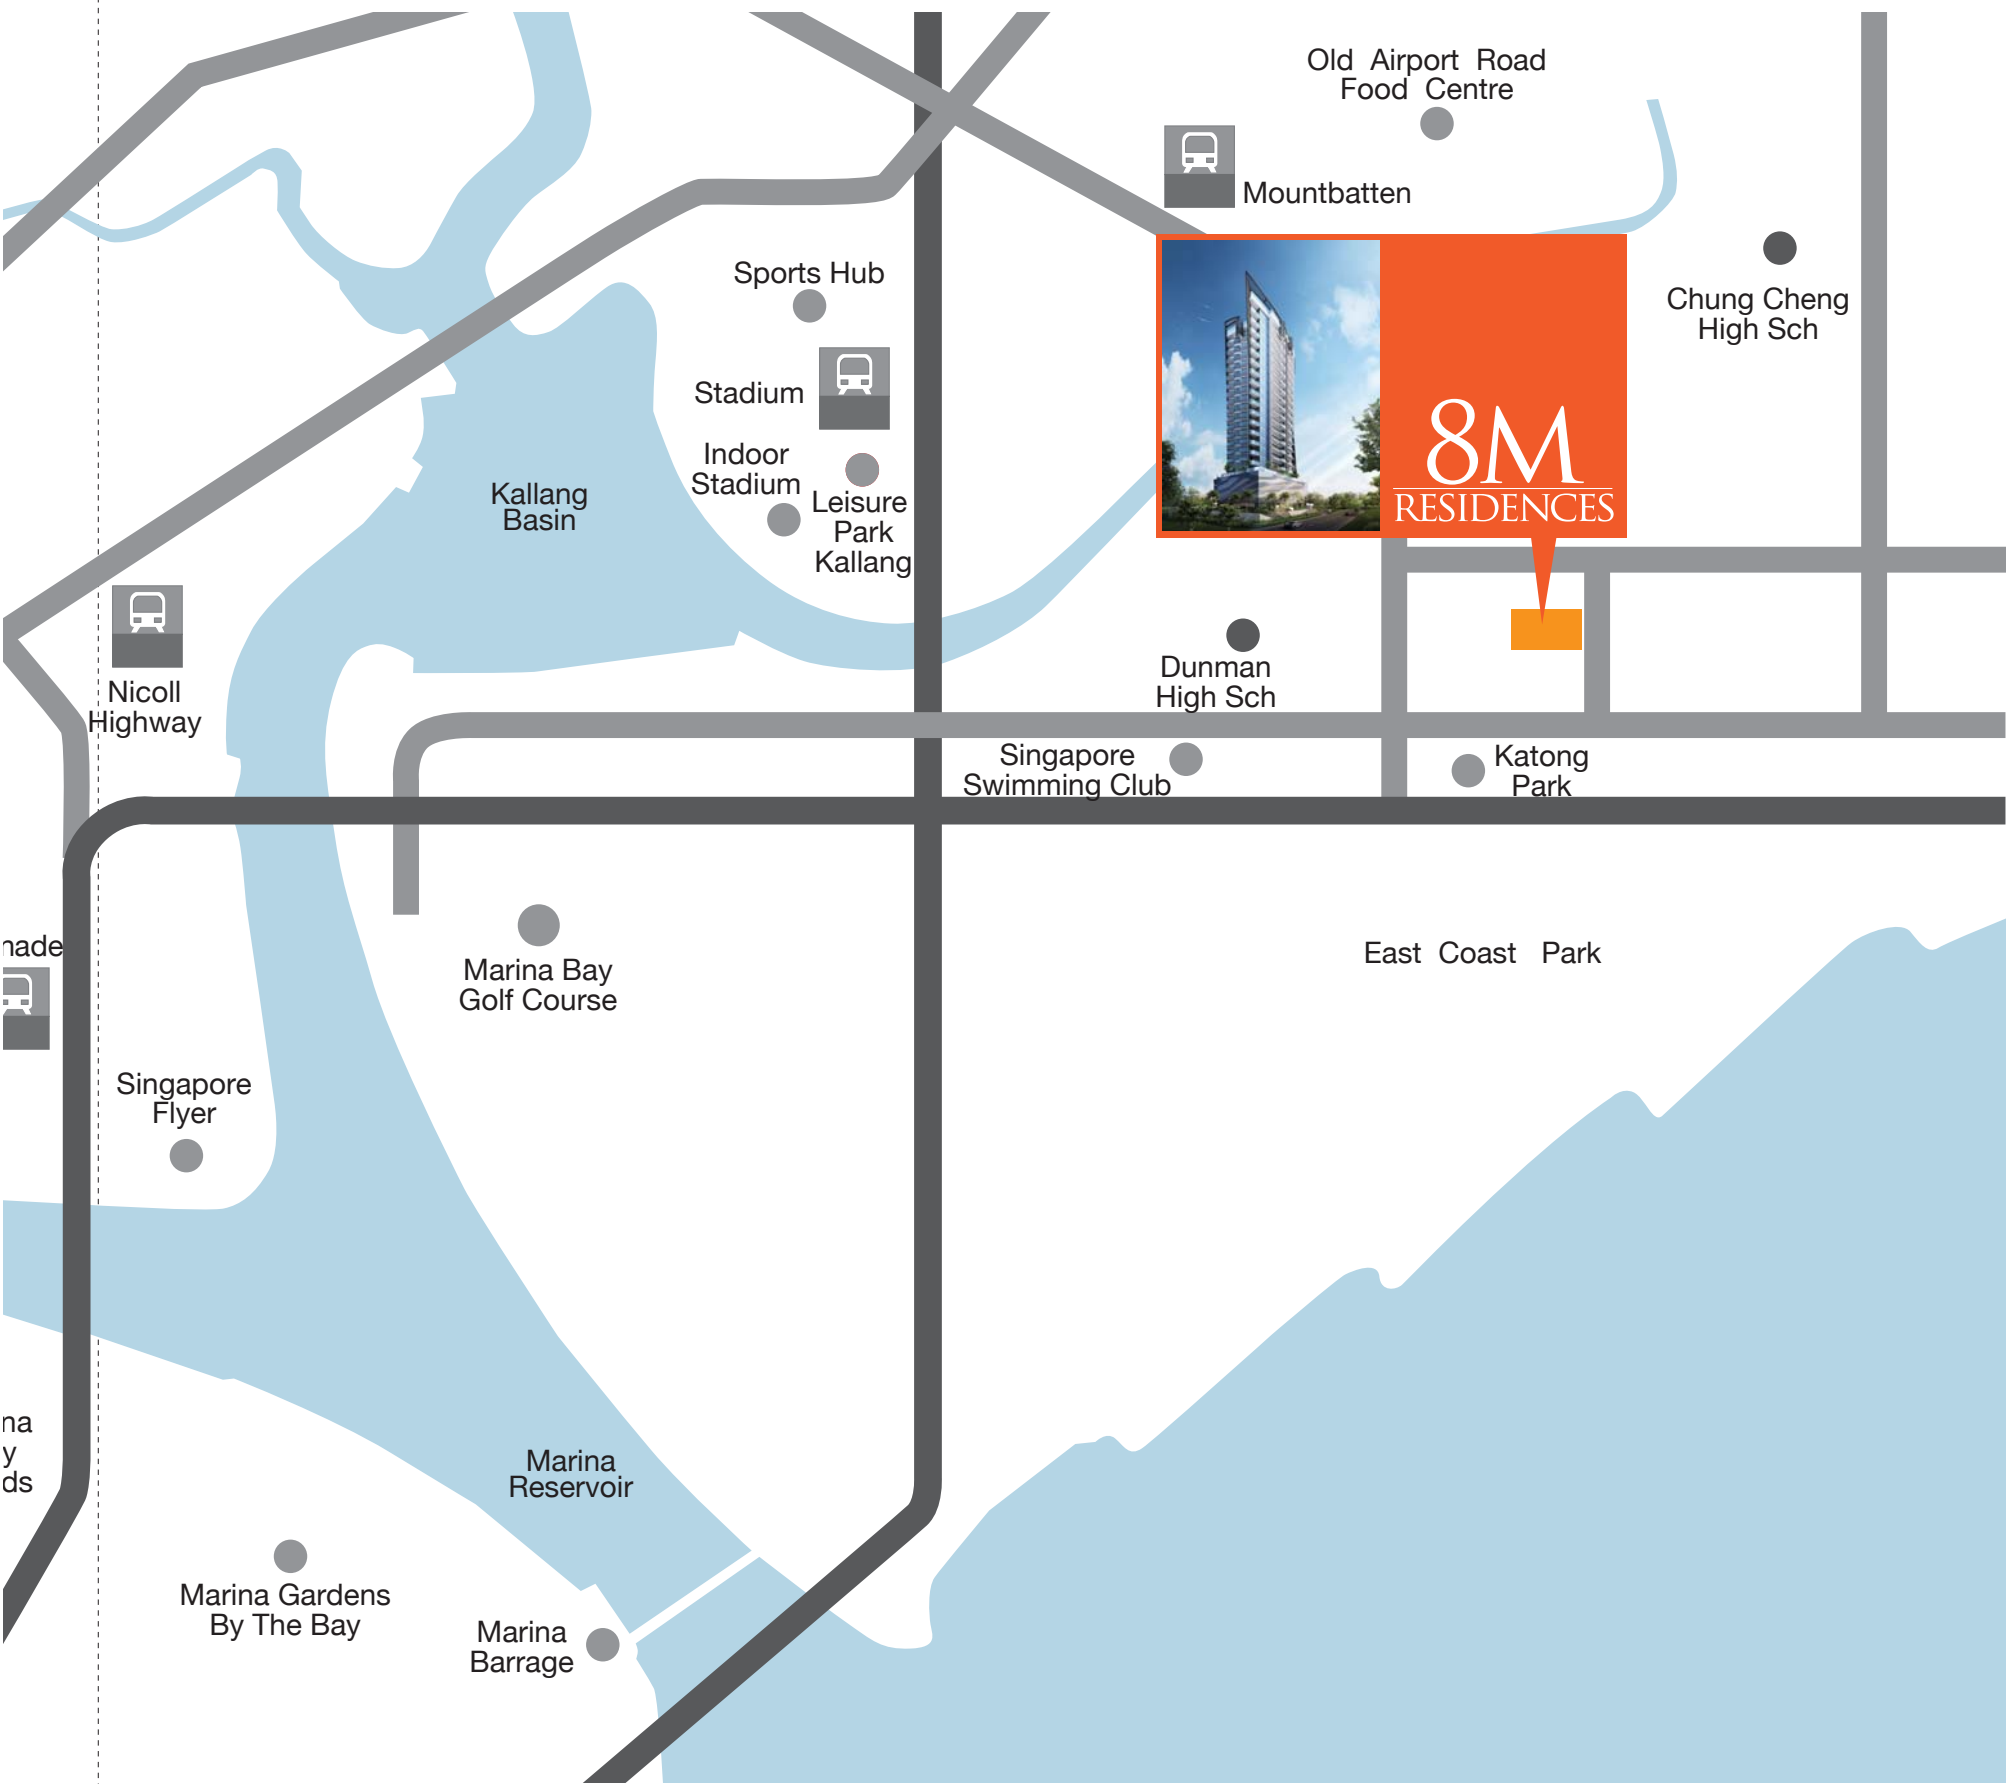 Old Airport Road
Food Centre
Mountbatten
Sports Hub
Chung Cheng
High Sch
Stadium
Indoor
Stadium
Leisure
Park
Kallang
Kallang
Basin
8M
RESIDENCES
Nicoll
Highway
Dunman
High Sch
Singapore
Swimming Club
Katong
Park
nade
Marina Bay
Golf Course
East Coast Park
Singapore
Flyer
na
y
ds
Marina
Reservoir
Marina Gardens
By The Bay
Marina
Barrage